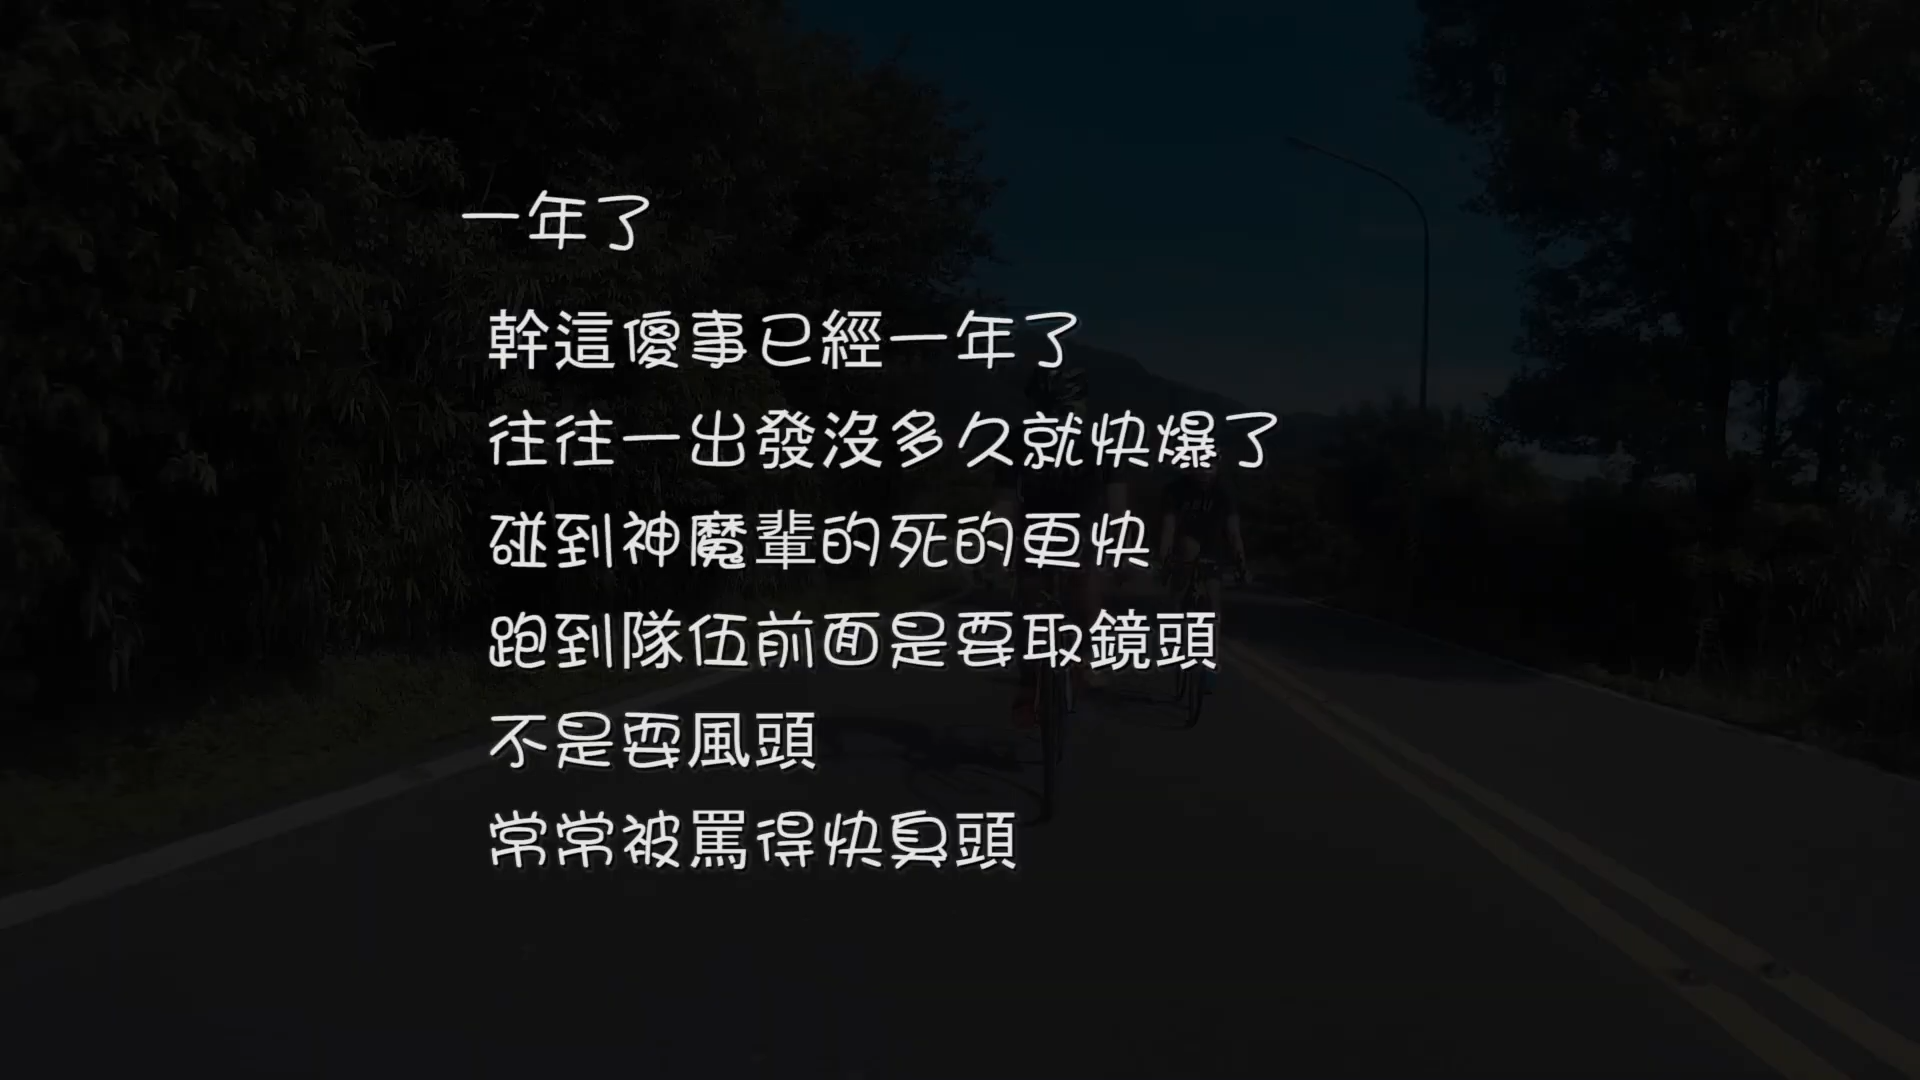 一年了
幹這傻事已經一年了
往往一出發沒多久就快爆了
碰到神魔輩的死的更快
跑到隊伍前面是要取鏡頭
不是耍風頭
常常被罵得快臭頭